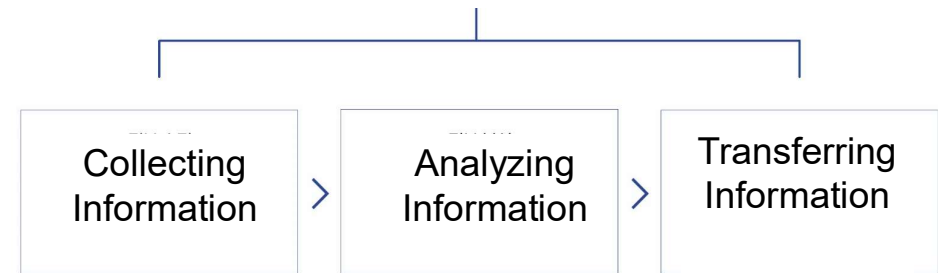 Collecting
Information
Analyzing
Information
Transferring
Information